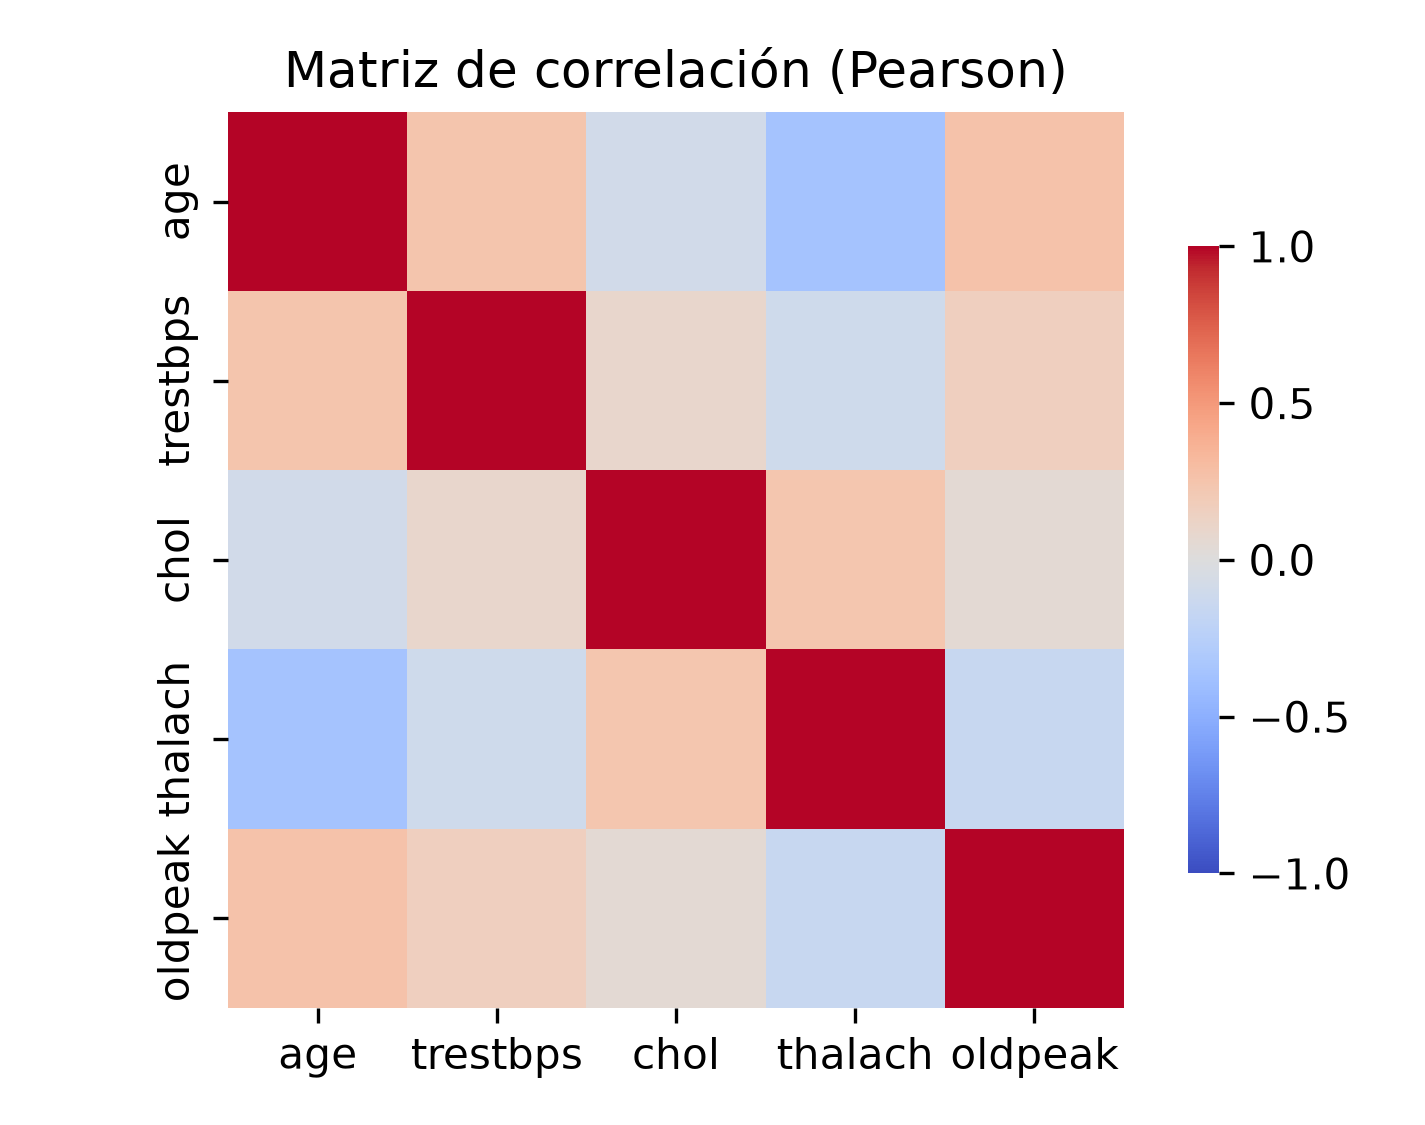 Matriz de correlación (Pearson)
age
trestbps
chol
thalach
oldpeak
age trestbps chol thalach oldpeak
1.0
0.5
0.0
−0.5
−1.0